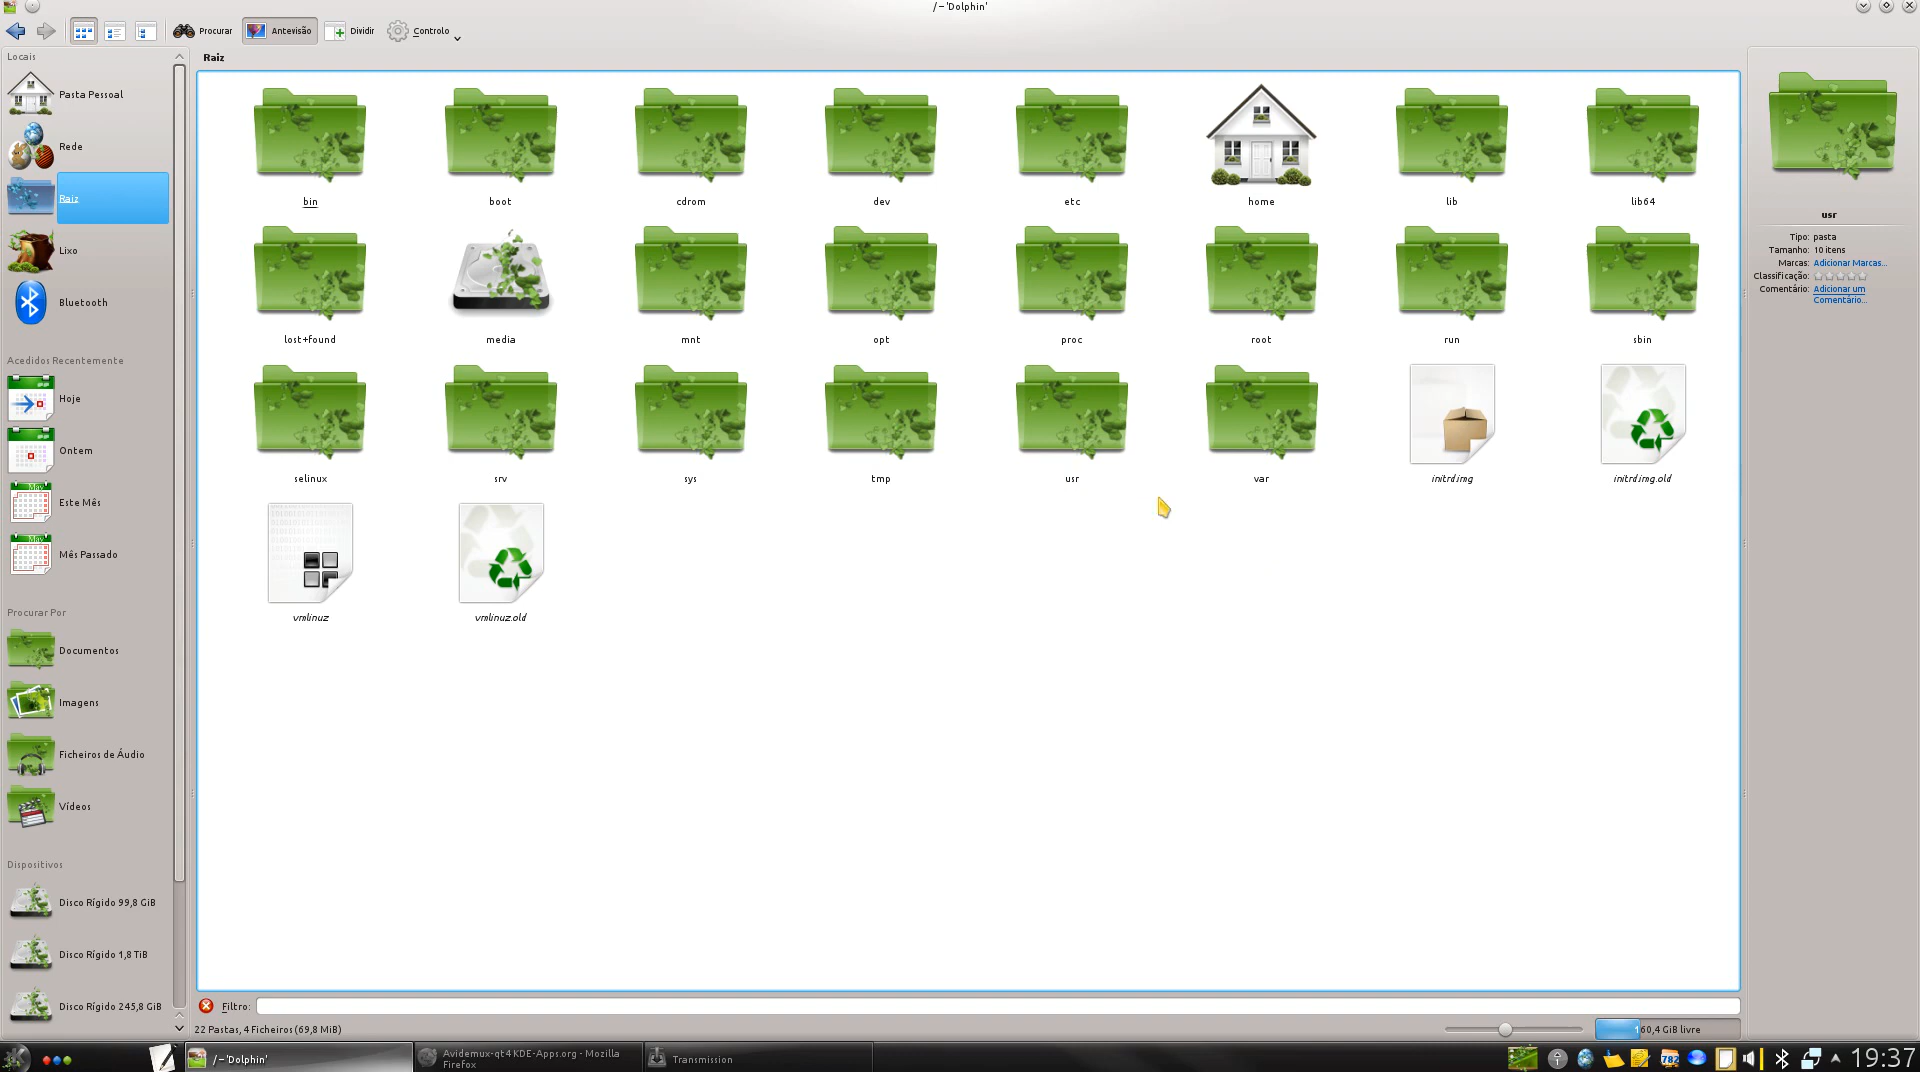 / – 'Dolphin'
Procurar
Antevisão
Dividir
Controlo
Locais
Pasta Pessoal
Rede
Raiz
Lixo
Bluetooth
Acedidos Recentemente
Hoje
Ontem
Este Mês
Mês Passado
Procurar Por
Documentos
Imagens
Ficheiros de Áudio
Vídeos
Dispositivos
Disco Rígido 99,8 GiB
Disco Rígido 1,8 TiB
Disco Rígido 245,8 GiB
Raiz
bin boot cdrom dev etc home lib lib64
lost+found media mnt opt proc root run sbin
selinux srv sys tmp usr var initrd.img initrd.img.old
vmlinuz vmlinuz.old
usr
Tipo: pasta
Tamanho: 10 itens
Marcas: Adicionar Marcas...
Classificação:
Comentário: Adicionar um
Comentário...
Filtro:
22 Pastas, 4 Ficheiros (69,8 MiB)
160,4 GiB livre
/ – 'Dolphin'
Avidemux-qt4 KDE-Apps.org - Mozilla
Firefox
Transmission
782
19:37